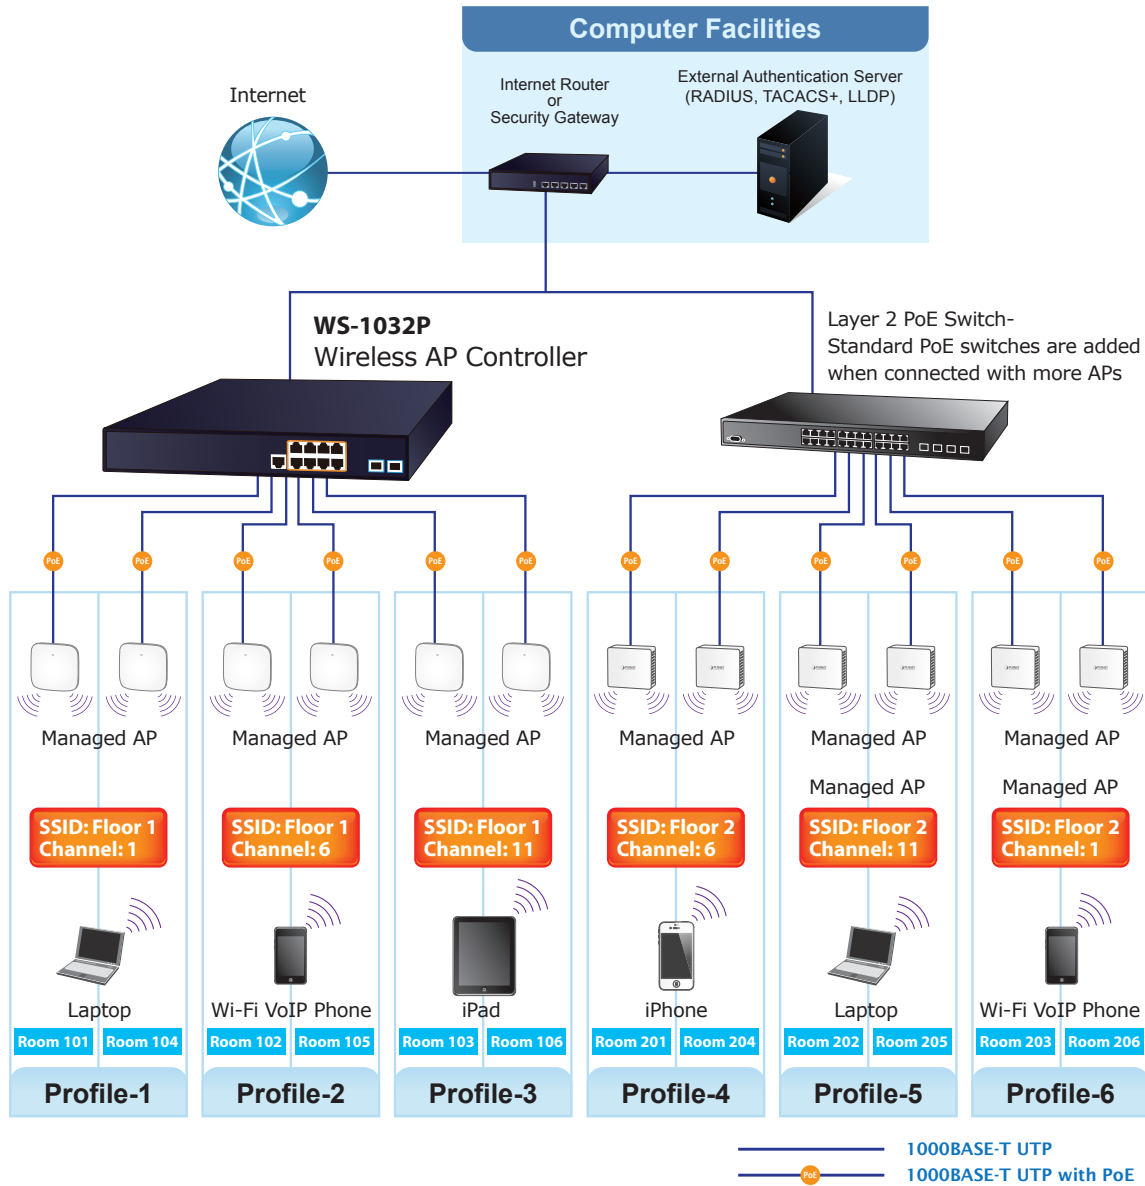 Computer Facilities
Internet
Internet Router
or
Security Gateway
External Authentication Server
(RADIUS, TACACS+, LLDP)
WS-1032P
Wireless AP Controller
Layer 2 PoE Switch-
Standard PoE switches are added
when connected with more APs
PoE PoE PoE PoE PoE PoE PoE PoE PoE PoE PoE PoE
PLANET PLANET PLANET PLANET PLANET PLANET
Managed AP Managed AP Managed AP Managed AP Managed AP Managed AP
Managed AP Managed AP
SSID: Floor 1
Channel: 1
SSID: Floor 1
Channel: 6
SSID: Floor 1
Channel: 11
SSID: Floor 2
Channel: 6
SSID: Floor 2
Channel: 11
SSID: Floor 2
Channel: 1
Laptop Wi-Fi VoIP Phone iPad iPhone Laptop Wi-Fi VoIP Phone
Room 101 Room 104 Room 102 Room 105 Room 103 Room 106 Room 201 Room 204 Room 202 Room 205 Room 203 Room 206
Profile-1 Profile-2 Profile-3 Profile-4 Profile-5 Profile-6
1000BASE-T UTP
PoE 1000BASE-T UTP with PoE